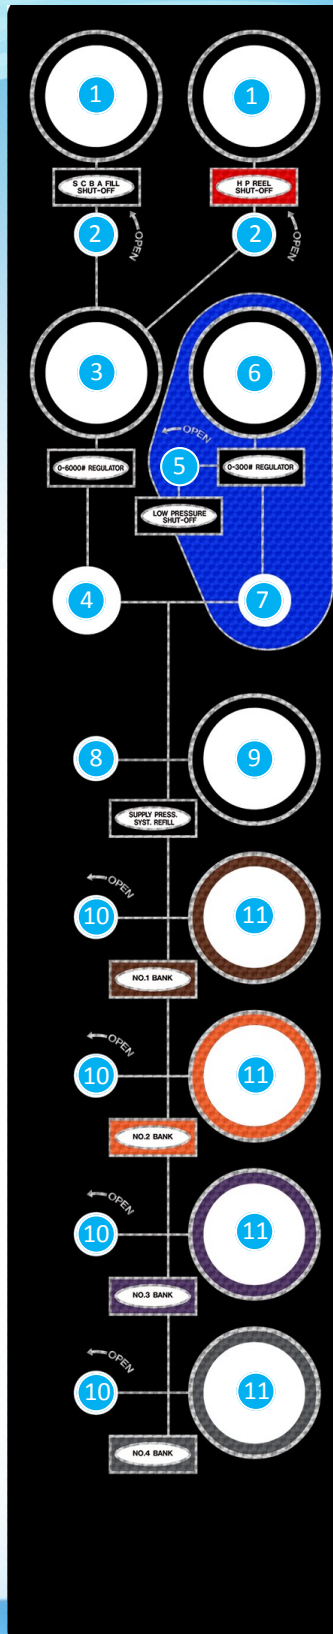 1
1
S C B A FILL
SHUT-OFF
H P REEL
SHUT-OFF
2
OPEN
2
OPEN
3
6
OPEN
5
0-6000# REGULATOR
0-300# REGULATOR
LOW PRESSURE
SHUT-OFF
4
7
8
9
SUPPLY PRESS.
SYST. REFILL
OPEN
10
11
NO.1 BANK
OPEN
10
11
NO.2 BANK
OPEN
10
11
NO.3 BANK
OPEN
10
11
NO.4 BANK